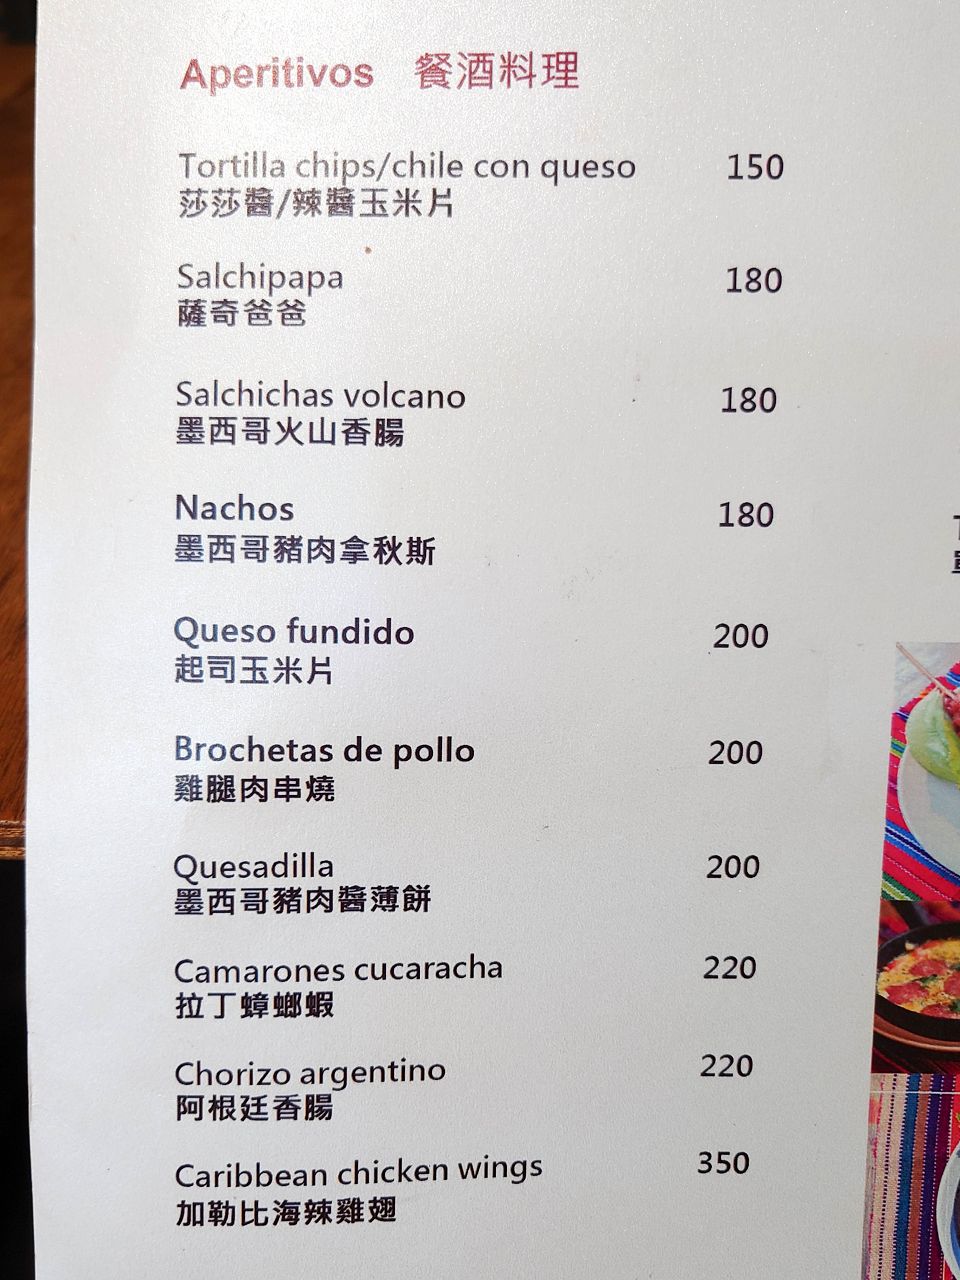 Aperitivos 餐酒料理
Tortilla chips/chile con queso 150
莎莎醬/辣醬玉米片
Salchipapa 180
薩奇爸爸
Salchichas volcano 180
墨西哥火山香腸
Nachos 180
墨西哥豬肉拿秋斯
Queso fundido 200
起司玉米片
Brochetas de pollo 200
雞腿肉串燒
Quesadilla 200
墨西哥豬肉醬薄餅
Camarones cucaracha 220
拉丁蟑螂蝦
Chorizo argentino 220
阿根廷香腸
Caribbean chicken wings 350
加勒比海辣雞翅